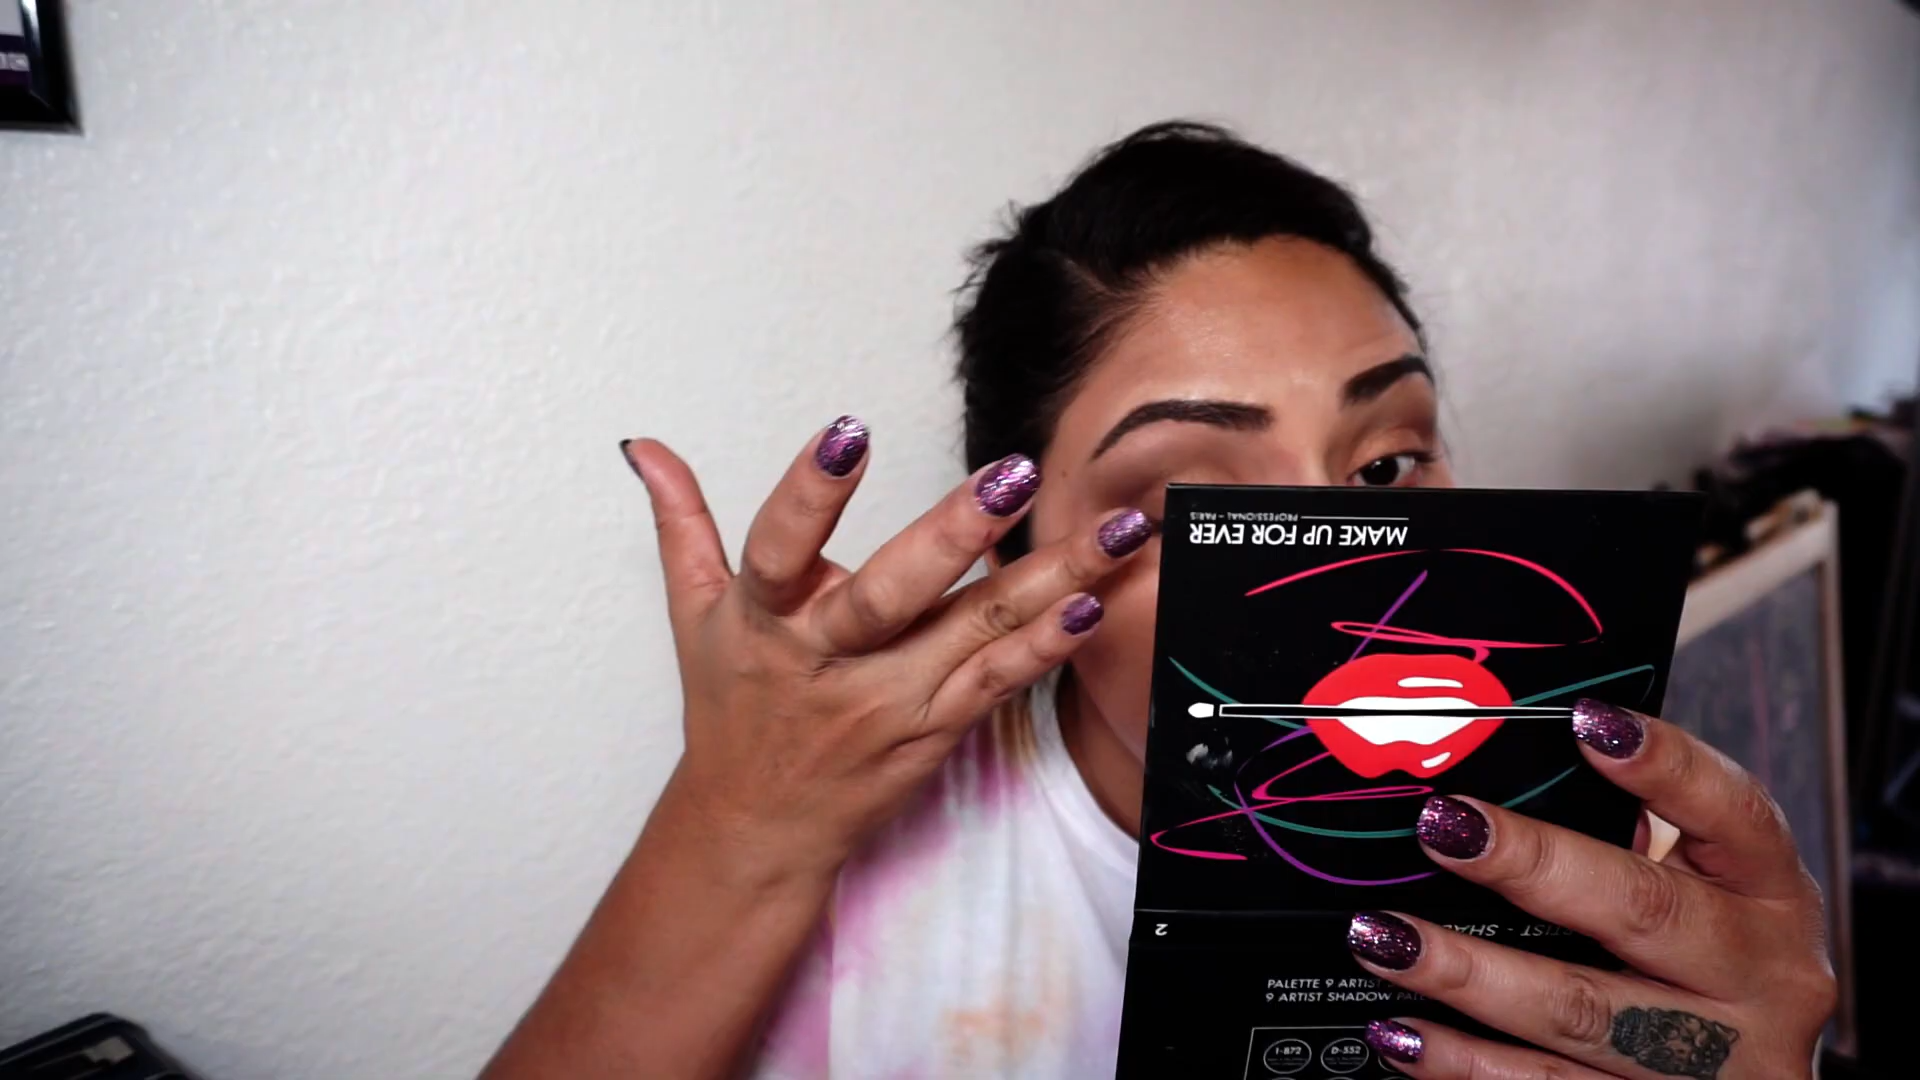 MAKE UP FOR EVER
PROFESSIONAL - PARIS
2
PALETTE 9 ARTIST
9 ARTIST SHADOW
I-872
D-552